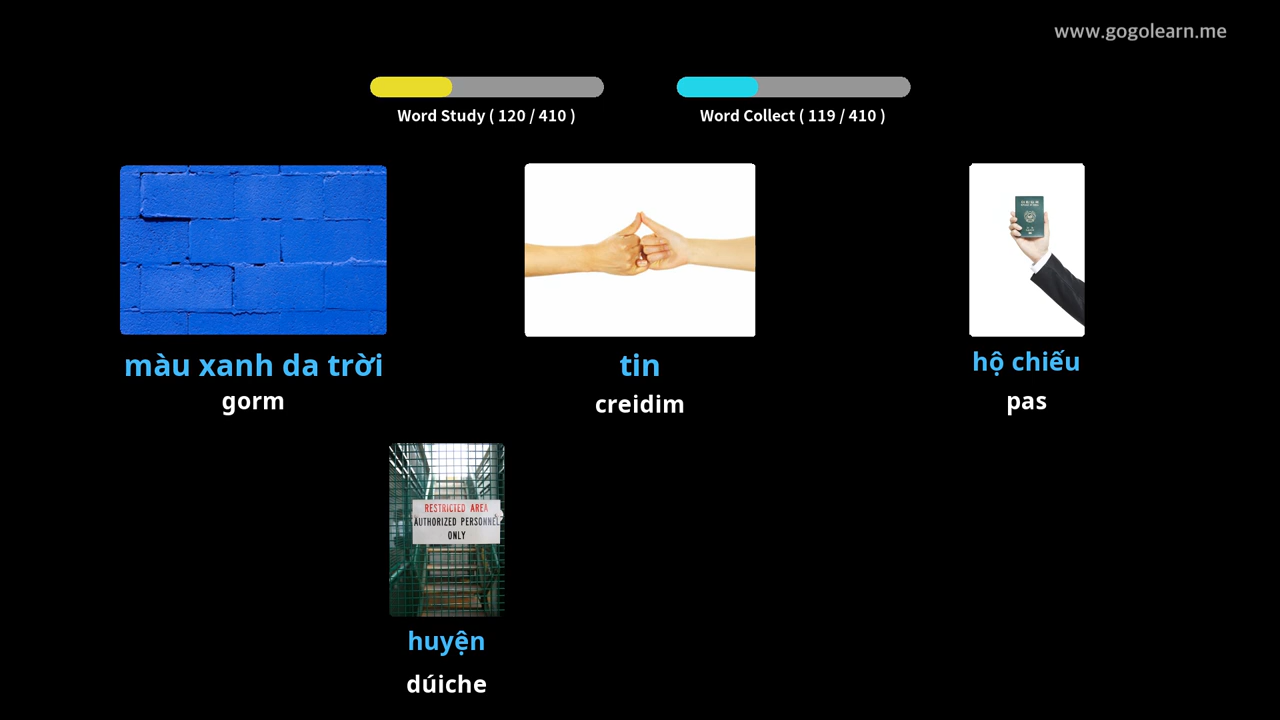 www.gogolearn.me
Word Study ( 120 / 410 )
Word Collect ( 119 / 410 )
màu xanh da trời
gorm
tin
creidim
hộ chiếu
pas
RESTRICTED AREA
AUTHORIZED PERSONNEL
ONLY
huyện
dúiche